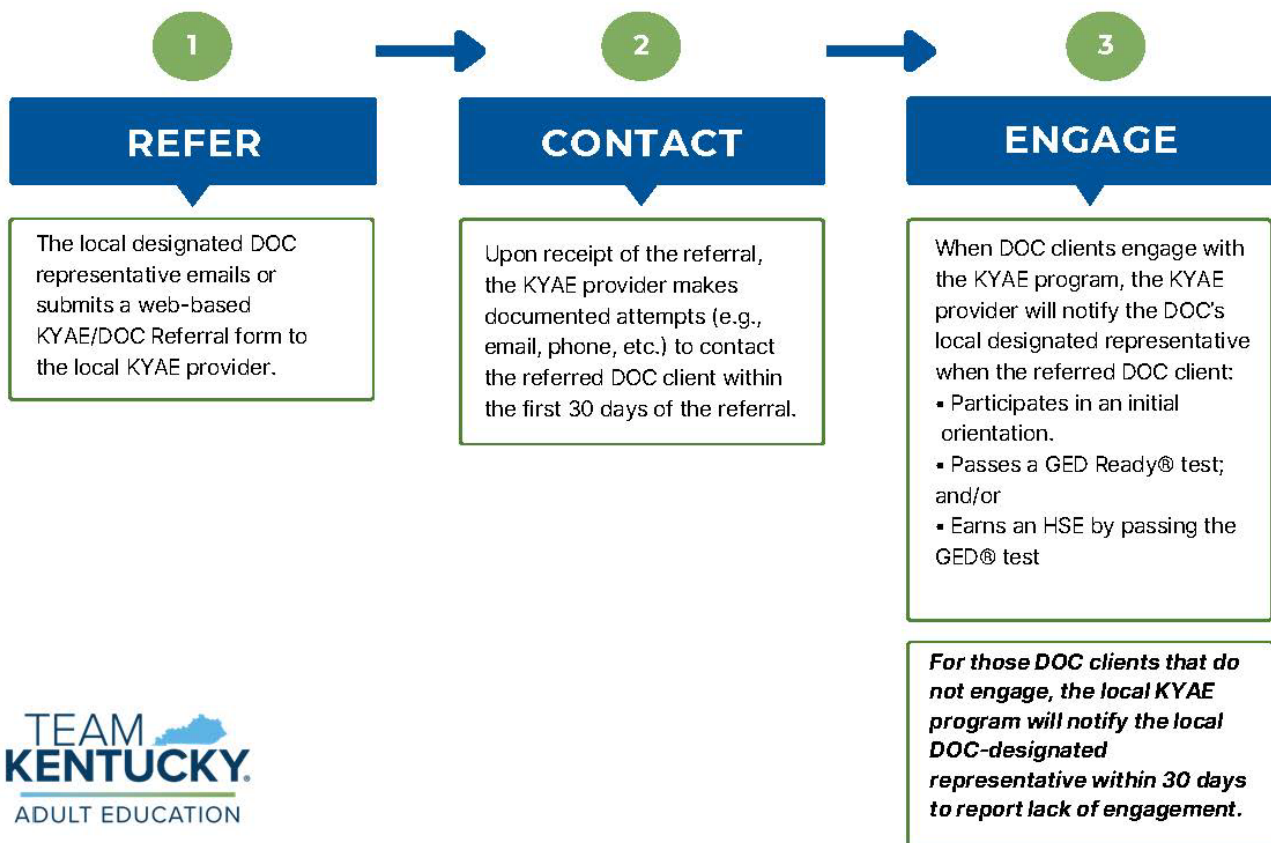 1
REFER
The local designated DOC
representative emails or
submits a web-based
KYAE/DOC Referral form to
the local KYAE provider.
2
CONTACT
Upon receipt of the referral,
the KYAE provider makes
documented attempts (e.g.,
email, phone, etc.) to contact
the referred DOC client within
the first 30 days of the referral.
3
ENGAGE
When DOC clients engage with
the KYAE program, the KYAE
provider will notify the DOC's
local designated representative
when the referred DOC client:
▪ Participates in an initial
orientation.
▪ Passes a GED Ready® test;
and/or
▪ Earns an HSE by passing the
GED® test
For those DOC clients that do
not engage, the local KYAE
program will notify the local
DOC-designated
representative within 30 days
to report lack of engagement.
TEAM
KENTUCKY.
ADULT EDUCATION